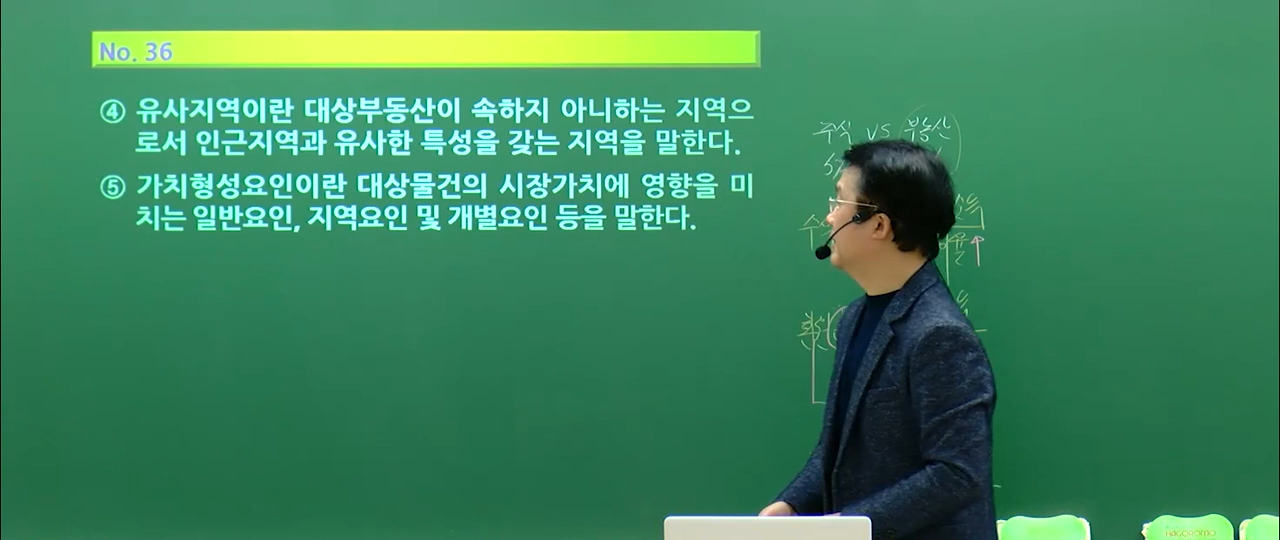 No. 36
④ 유사지역이란 대상부동산이 속하지 아니하는 지역으
로서 인근지역과 유사한 특성을 갖는 지역을 말한다.
⑤ 가치형성요인이란 대상물건의 시장가치에 영향을 미
치는 일반요인, 지역요인 및 개별요인 등을 말한다.
주식 vs 부동산
HAGOROMO